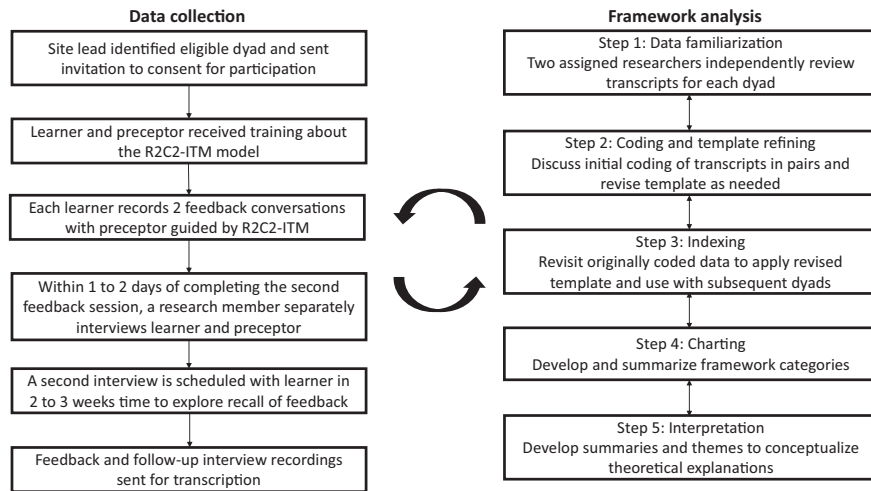 Data collection
Site lead identified eligible dyad and sent
invitation to consent for participation
Learner and preceptor received training about
the R2C2-ITM model
Each learner records 2 feedback conversations
with preceptor guided by R2C2-ITM
Within 1 to 2 days of completing the second
feedback session, a research member separately
interviews learner and preceptor
A second interview is scheduled with learner in
2 to 3 weeks time to explore recall of feedback
Feedback and follow-up interview recordings
sent for transcription
Framework analysis
Step 1: Data familiarization
Two assigned researchers independently review
transcripts for each dyad
Step 2: Coding and template refining
Discuss initial coding of transcripts in pairs and
revise template as needed
Step 3: Indexing
Revisit originally coded data to apply revised
template and use with subsequent dyads
Step 4: Charting
Develop and summarize framework categories
Step 5: Interpretation
Develop summaries and themes to conceptualize
theoretical explanations